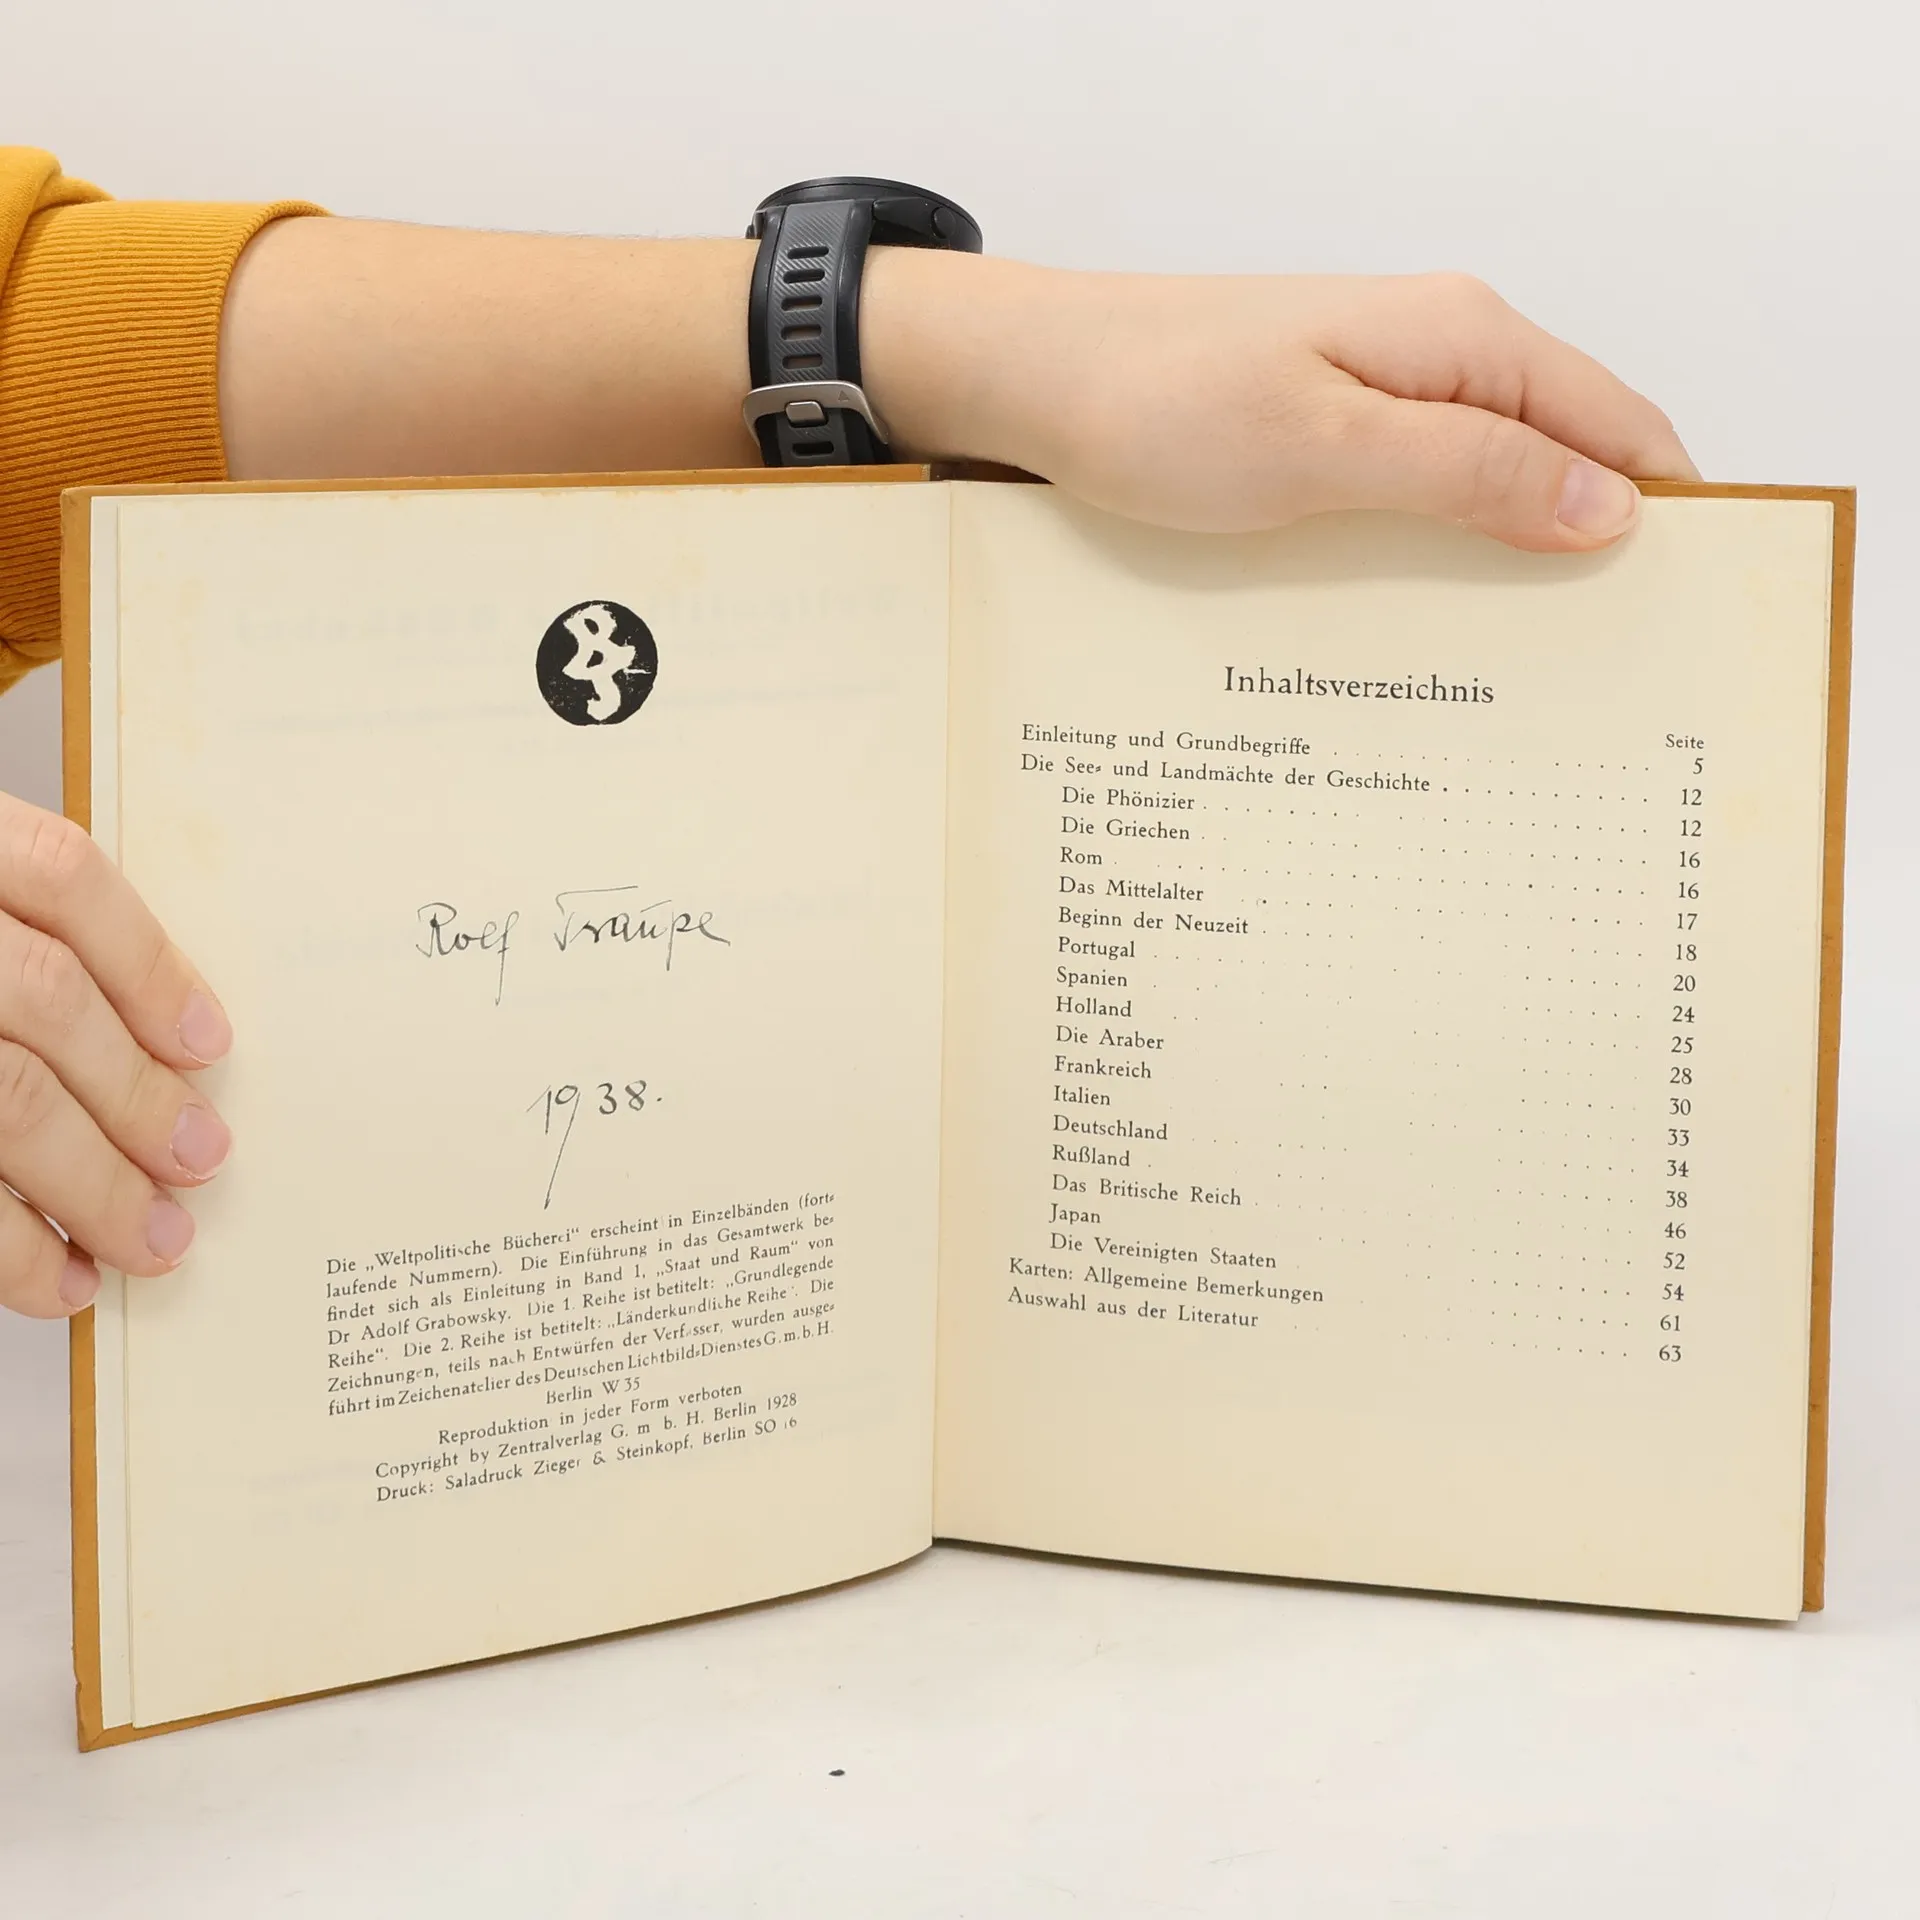 Rolf Traupe
1938.
Die „Weltpolitische Bücherei“ erscheint in Einzelbänden (fort⸗
laufende Nummern). Die Einführung in das Gesamtwerk be⸗
findet sich als Einleitung in Band 1, „Staat und Raum“ von
Dr Adolf Grabowsky. Die 1. Reihe ist betitelt: „Grundlegende
Reihe“. Die 2. Reihe ist betitelt: „Länderkundliche Reihe“. Die
Zeichnungen, teils nach Entwürfen der Verfasser, wurden ausge⸗
führt im Zeichenatelier des Deutschen Lichtbild⸗Dienstes G. m. b. H.
Berlin W 35
Reproduktion in jeder Form verboten
Copyright by Zentralverlag G. m b. H. Berlin 1928
Druck: Saladruck Zieger & Steinkopf, Berlin SO 16
Inhaltsverzeichnis
Seite
Einleitung und Grundbegriffe 5
Die See⸗ und Landmächte der Geschichte 12
Die Phönizier 12
Die Griechen 16
Rom 16
Das Mittelalter 17
Beginn der Neuzeit 18
Portugal 20
Spanien 24
Holland 25
Die Araber 28
Frankreich 30
Italien 33
Deutschland 34
Rußland 38
Das Britische Reich 46
Japan 52
Die Vereinigten Staaten 54
Karten: Allgemeine Bemerkungen 61
Auswahl aus der Literatur 63